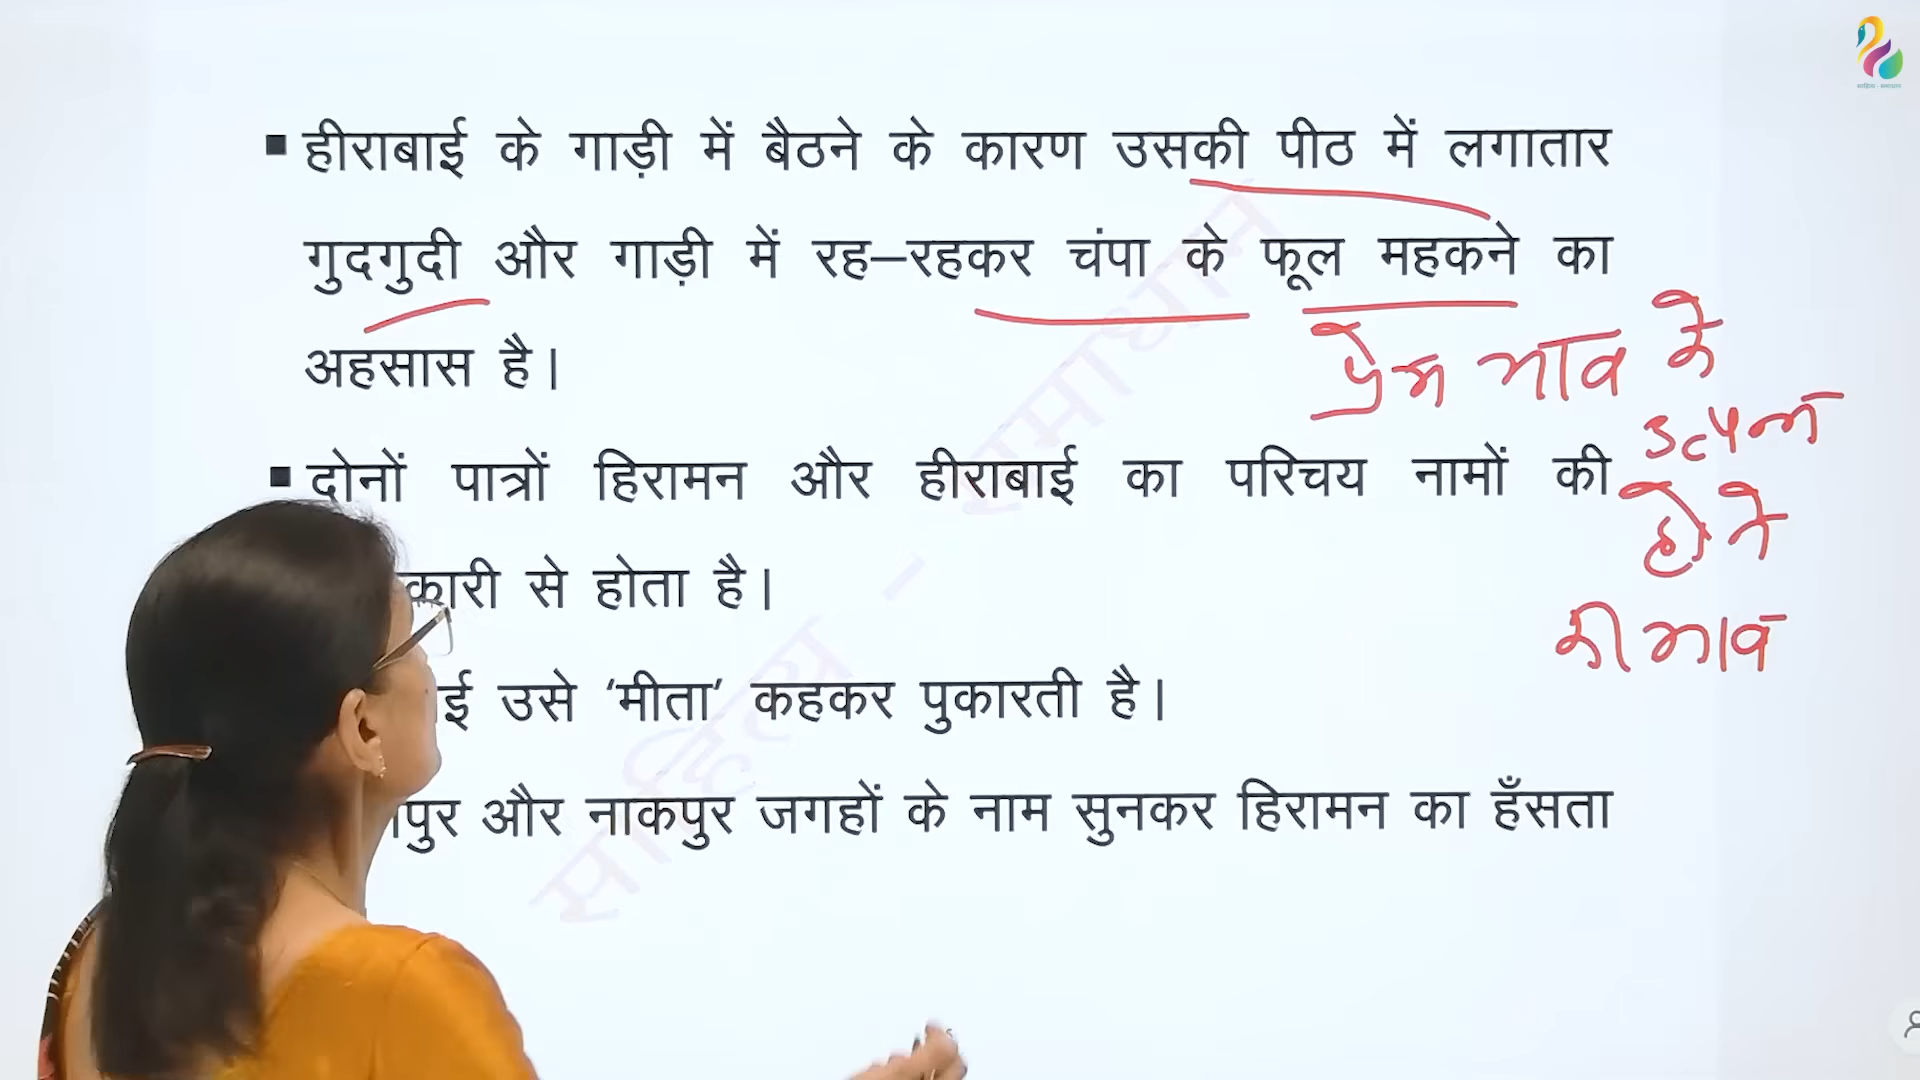 हीराबाई के गाड़ी में बैठने के कारण उसकी पीठ में लगातार
गुदगुदी और गाड़ी में रह–रहकर चंपा के फूल महकने का
अहसास है।
प्रेम भाव के
उत्पन्न
होने
की भाव
दोनों पात्रों हिरामन और हीराबाई का परिचय नामों की
कारी से होता है।
ई उसे ‘मीता’ कहकर पुकारती है।
पुर और नाकपुर जगहों के नाम सुनकर हिरामन का हँसता
साहित्य - समाधान